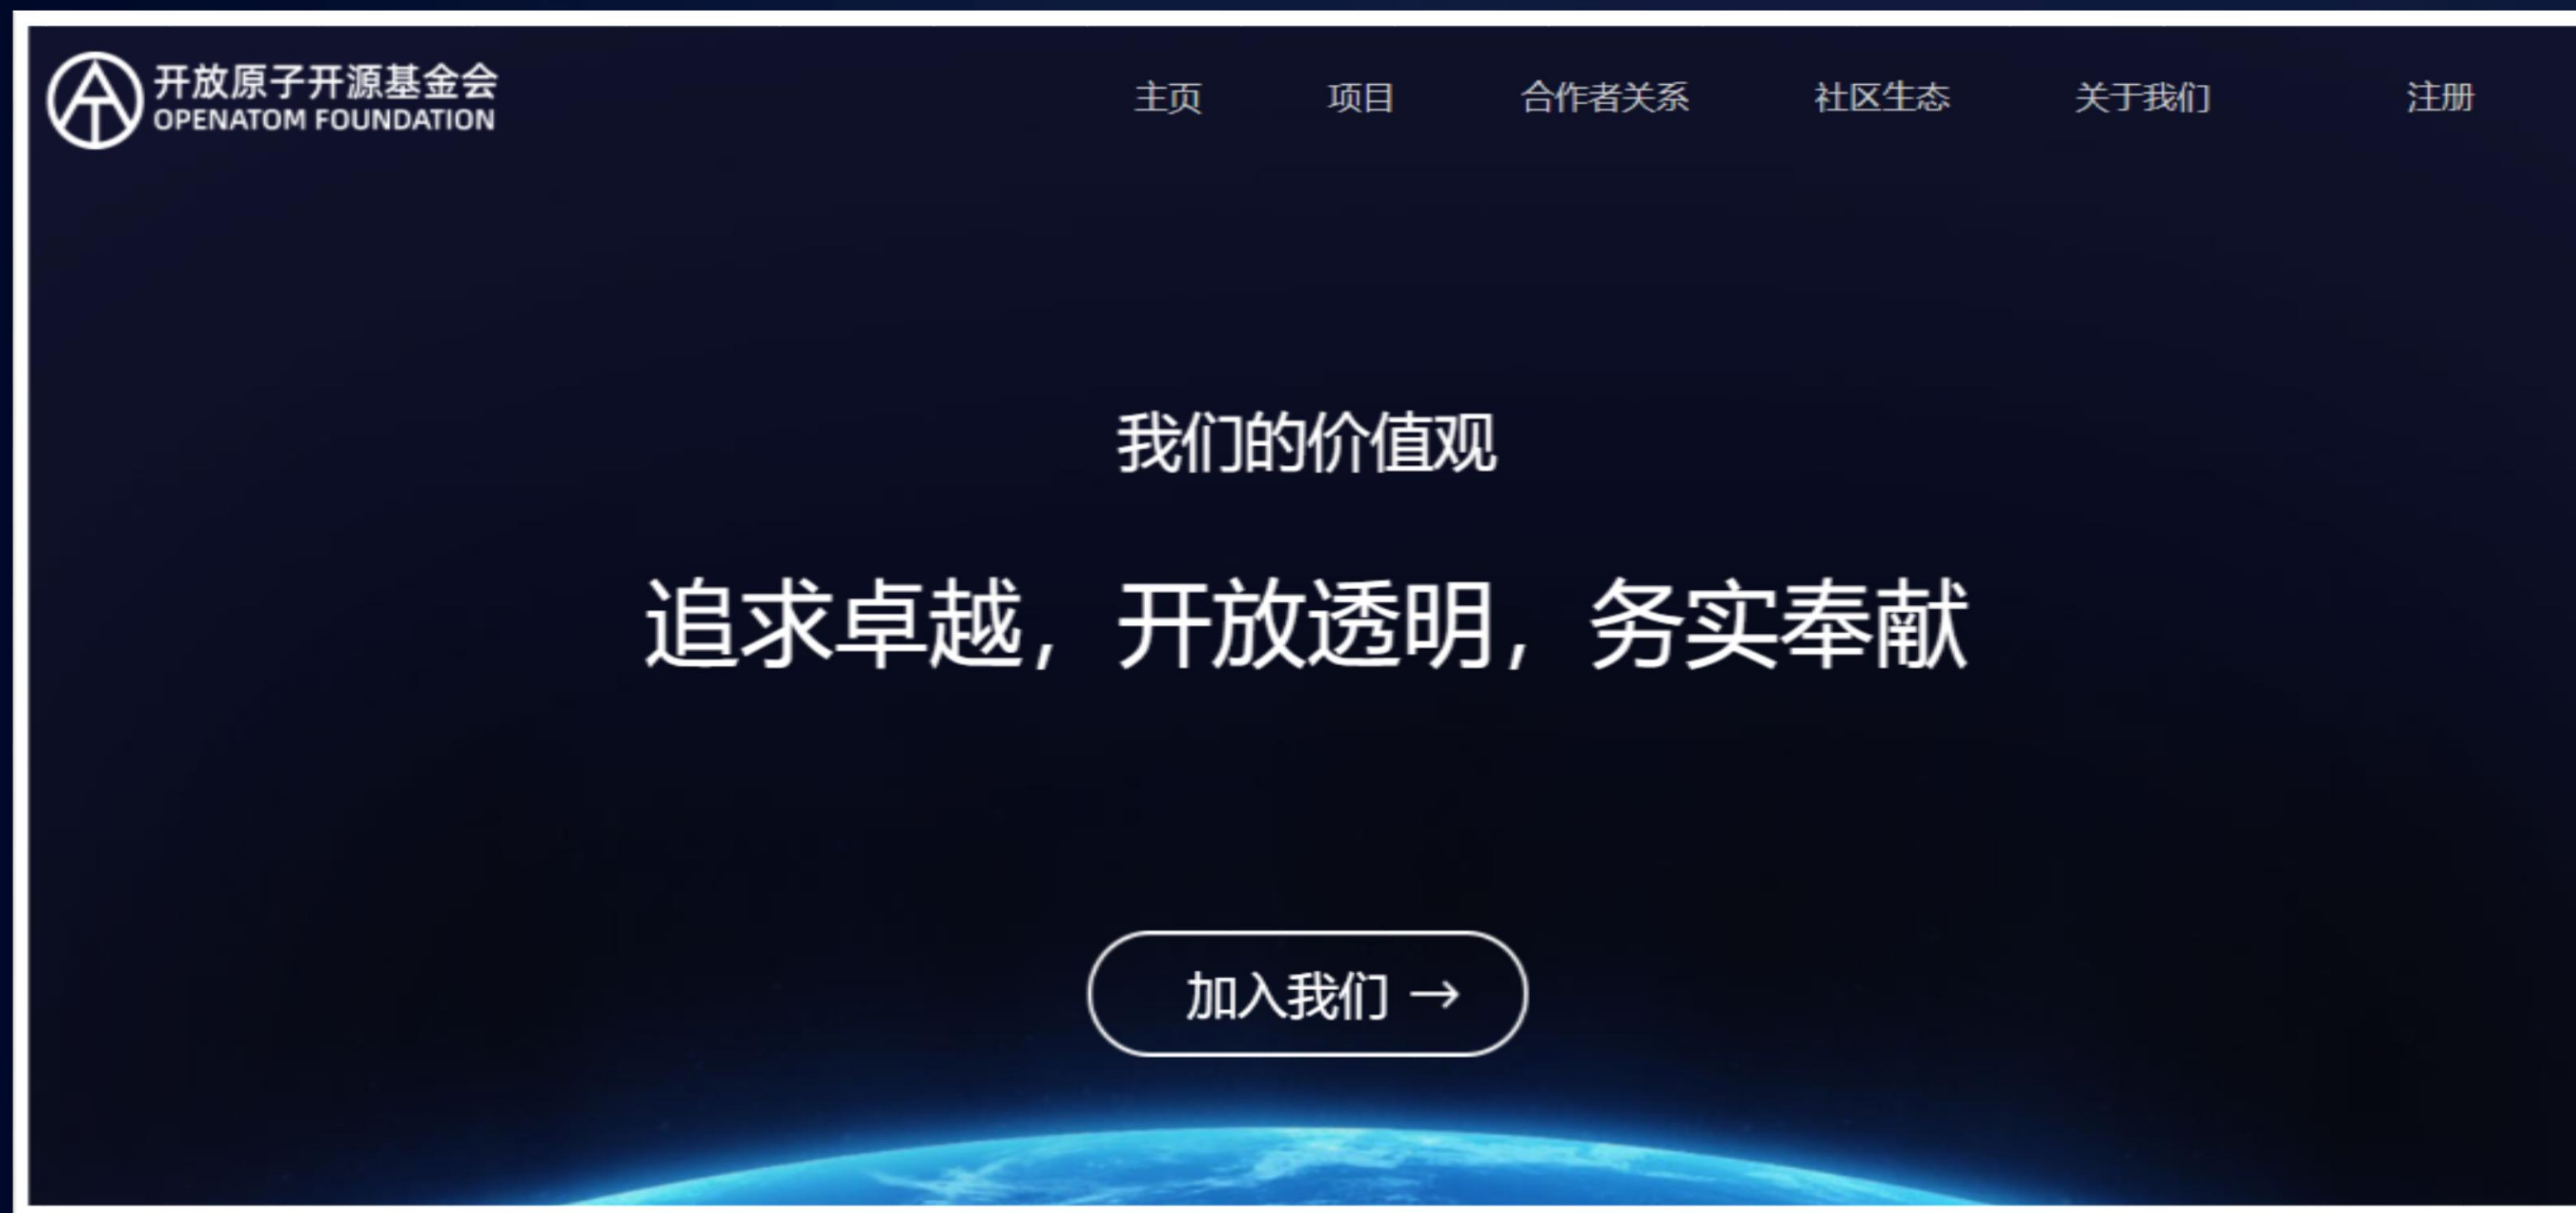 开放原子开源基金会
OPENATOM FOUNDATION
主页 项目 合作者关系 社区生态 关于我们 注册
我们的价值观
追求卓越，开放透明，务实奉献
加入我们 →